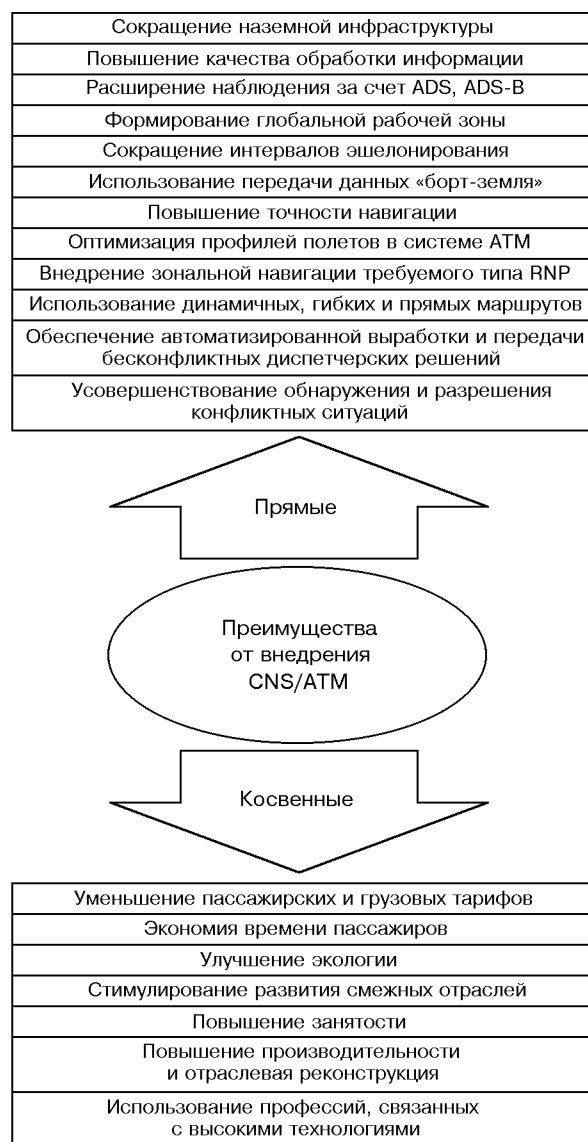 Сокращение наземной инфраструктуры
Повышение качества обработки информации
Расширение наблюдения за счет ADS, ADS-B
Формирование глобальной рабочей зоны
Сокращение интервалов эшелонирования
Использование передачи данных «борт-земля»
Повышение точности навигации
Оптимизация профилей полетов в системе ATM
Внедрение зональной навигации требуемого типа RNP
Использование динамичных, гибких и прямых маршрутов
Обеспечение автоматизированной выработки и передачи
бесконфликтных диспетчерских решений
Усовершенствование обнаружения и разрешения
конфликтных ситуаций
Прямые
Преимущества
от внедрения
CNS/ATM
Косвенные
Уменьшение пассажирских и грузовых тарифов
Экономия времени пассажиров
Улучшение экологии
Стимулирование развития смежных отраслей
Повышение занятости
Повышение производительности
и отраслевая реконструкция
Использование профессий, связанных
с высокими технологиями